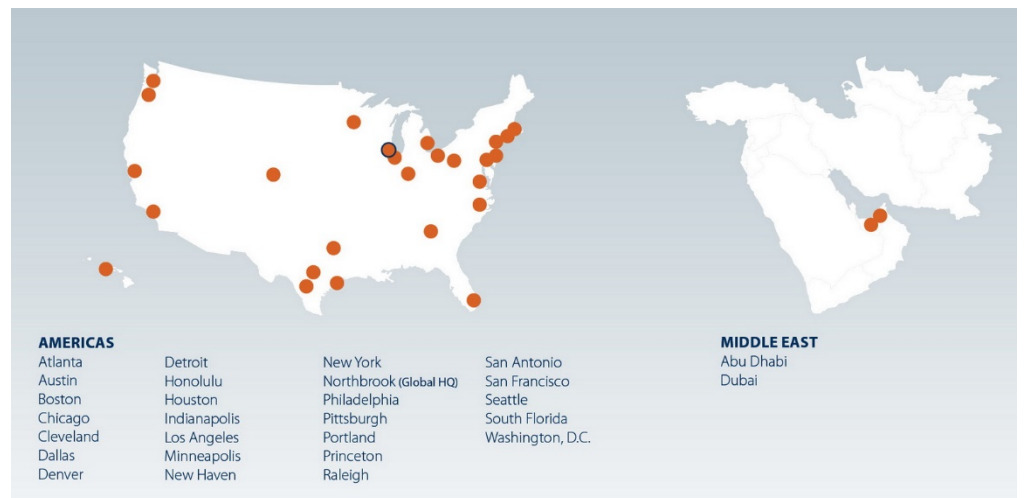 AMERICAS
Atlanta
Austin
Boston
Chicago
Cleveland
Dallas
Denver
Detroit
Honolulu
Houston
Indianapolis
Los Angeles
Minneapolis
New Haven
New York
Northbrook (Global HQ)
Philadelphia
Pittsburgh
Portland
Princeton
Raleigh
San Antonio
San Francisco
Seattle
South Florida
Washington, D.C.
MIDDLE EAST
Abu Dhabi
Dubai